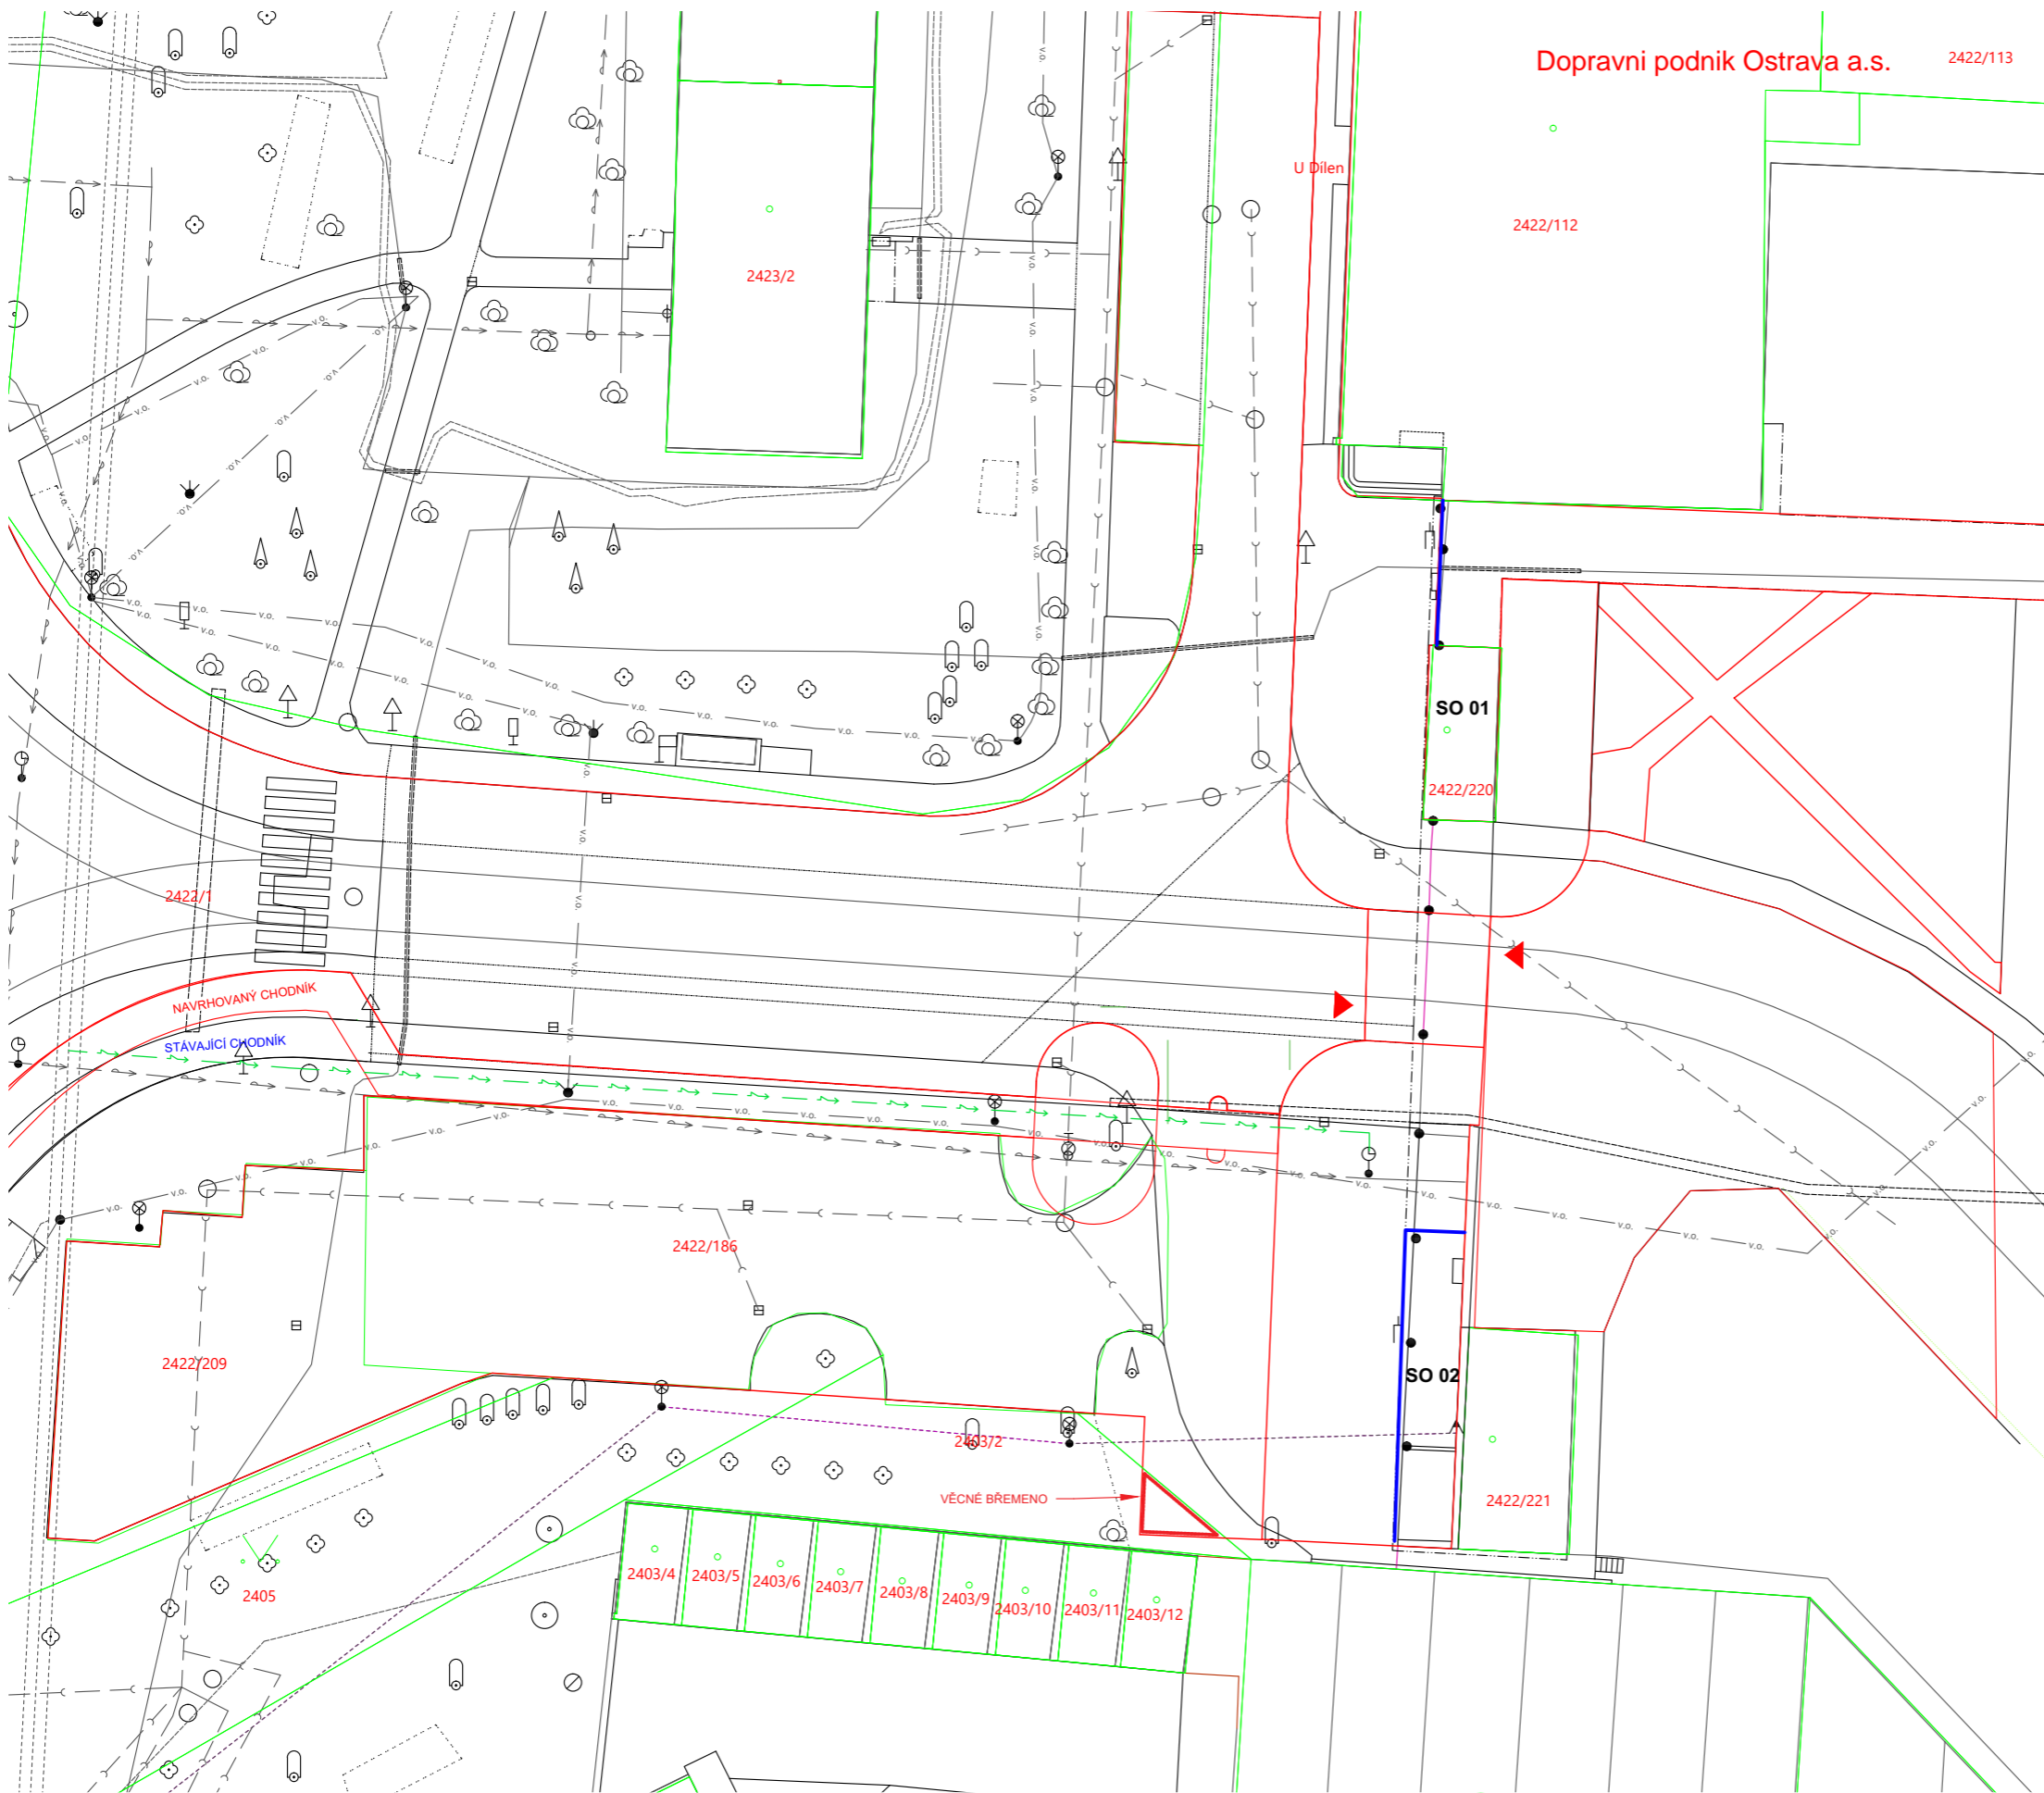 Dopravni podnik Ostrava a.s.
2422/113
U Dílen
2422/112
2423/2
SO 01
2422/220
2422/1
NAVRHOVANÝ CHODNÍK
STÁVAJÍCÍ CHODNÍK
2422/186
2422/209
SO 02
2403/2
VĚCNÉ BŘEMENO
2422/221
2405
2403/4
2403/5
2403/6
2403/7
2403/8
2403/9
2403/10
2403/11
2403/12
v.o.
v.o.
v.o.
v.o.
v.o.
v.o.
v.o.
v.o.
v.o.
v.o.
v.o.
v.o.